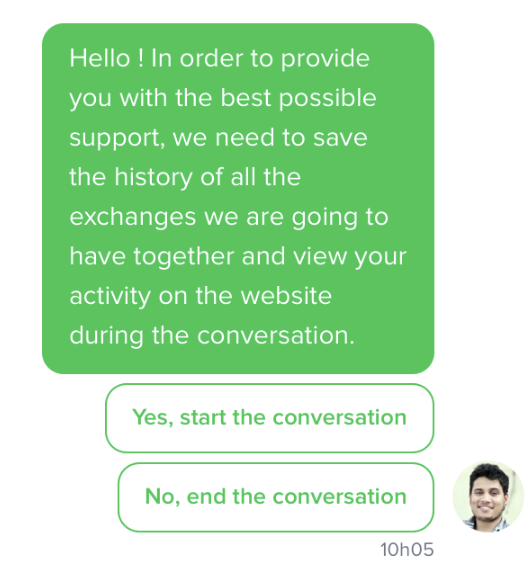 Hello ! In order to provide
you with the best possible
support, we need to save
the history of all the
exchanges we are going to
have together and view your
activity on the website
during the conversation.
Yes, start the conversation
No, end the conversation
10h05